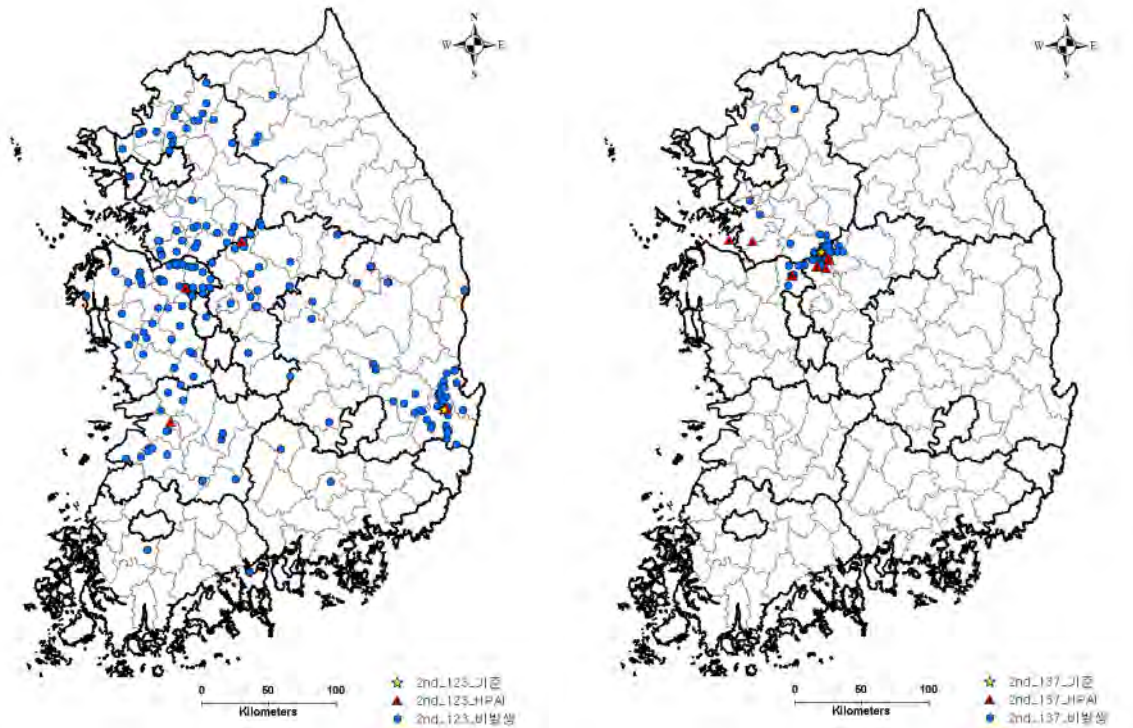 N
W E
S
N
W E
S
0 50 100
Kilometers
2nd_123_기준
2nd_123_HPAI
2nd_123_비발생
0 50 100
Kilometers
2nd_137_기준
2nd_137_HPAI
2nd_137_비발생